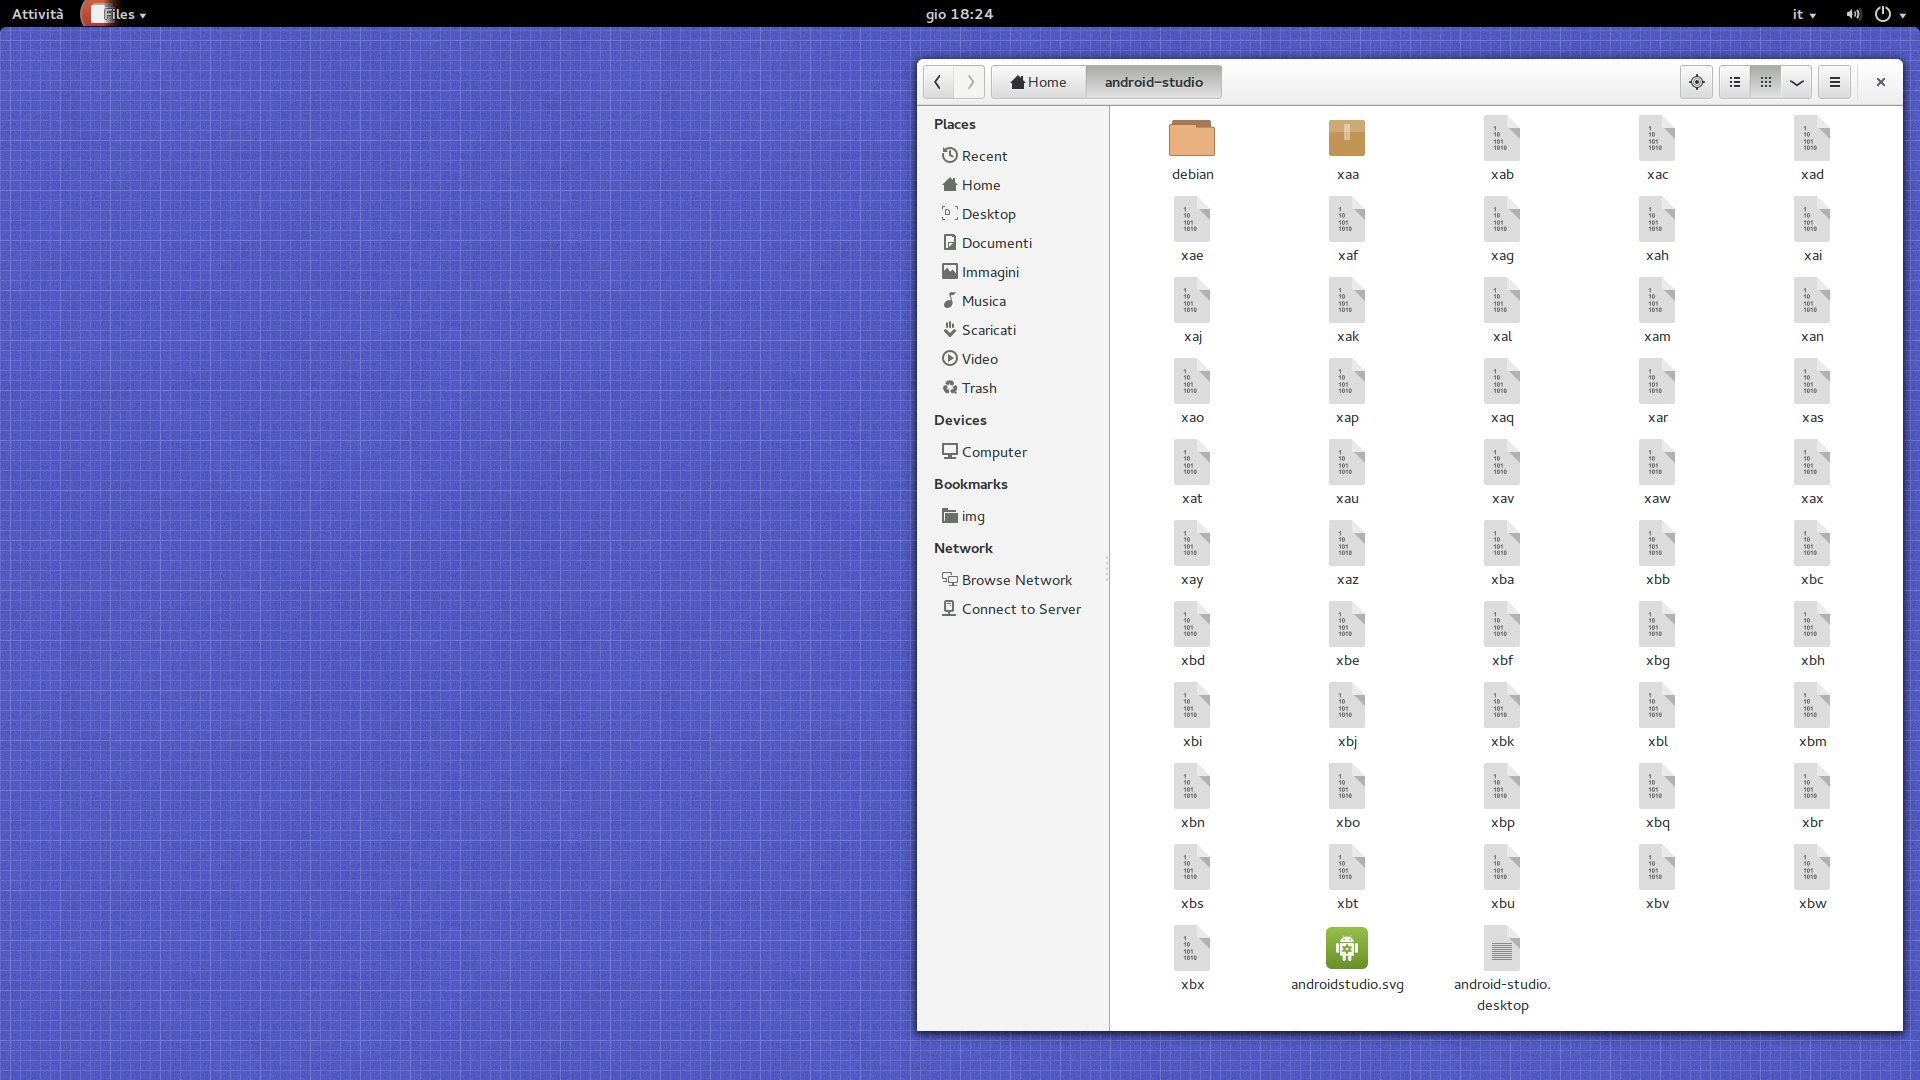 Attività Files gio 18:24 it
Home android-studio
Places
Recent
Home
Desktop
Documenti
Immagini
Musica
Scaricati
Video
Trash
Devices
Computer
Bookmarks
img
Network
Browse Network
Connect to Server
debian xaa xab xac xad
xae xaf xag xah xai
xaj xak xal xam xan
xao xap xaq xar xas
xat xau xav xaw xax
xay xaz xba xbb xbc
xbd xbe xbf xbg xbh
xbi xbj xbk xbl xbm
xbn xbo xbp xbq xbr
xbs xbt xbu xbv xbw
xbx androidstudio.svg android-studio.
desktop